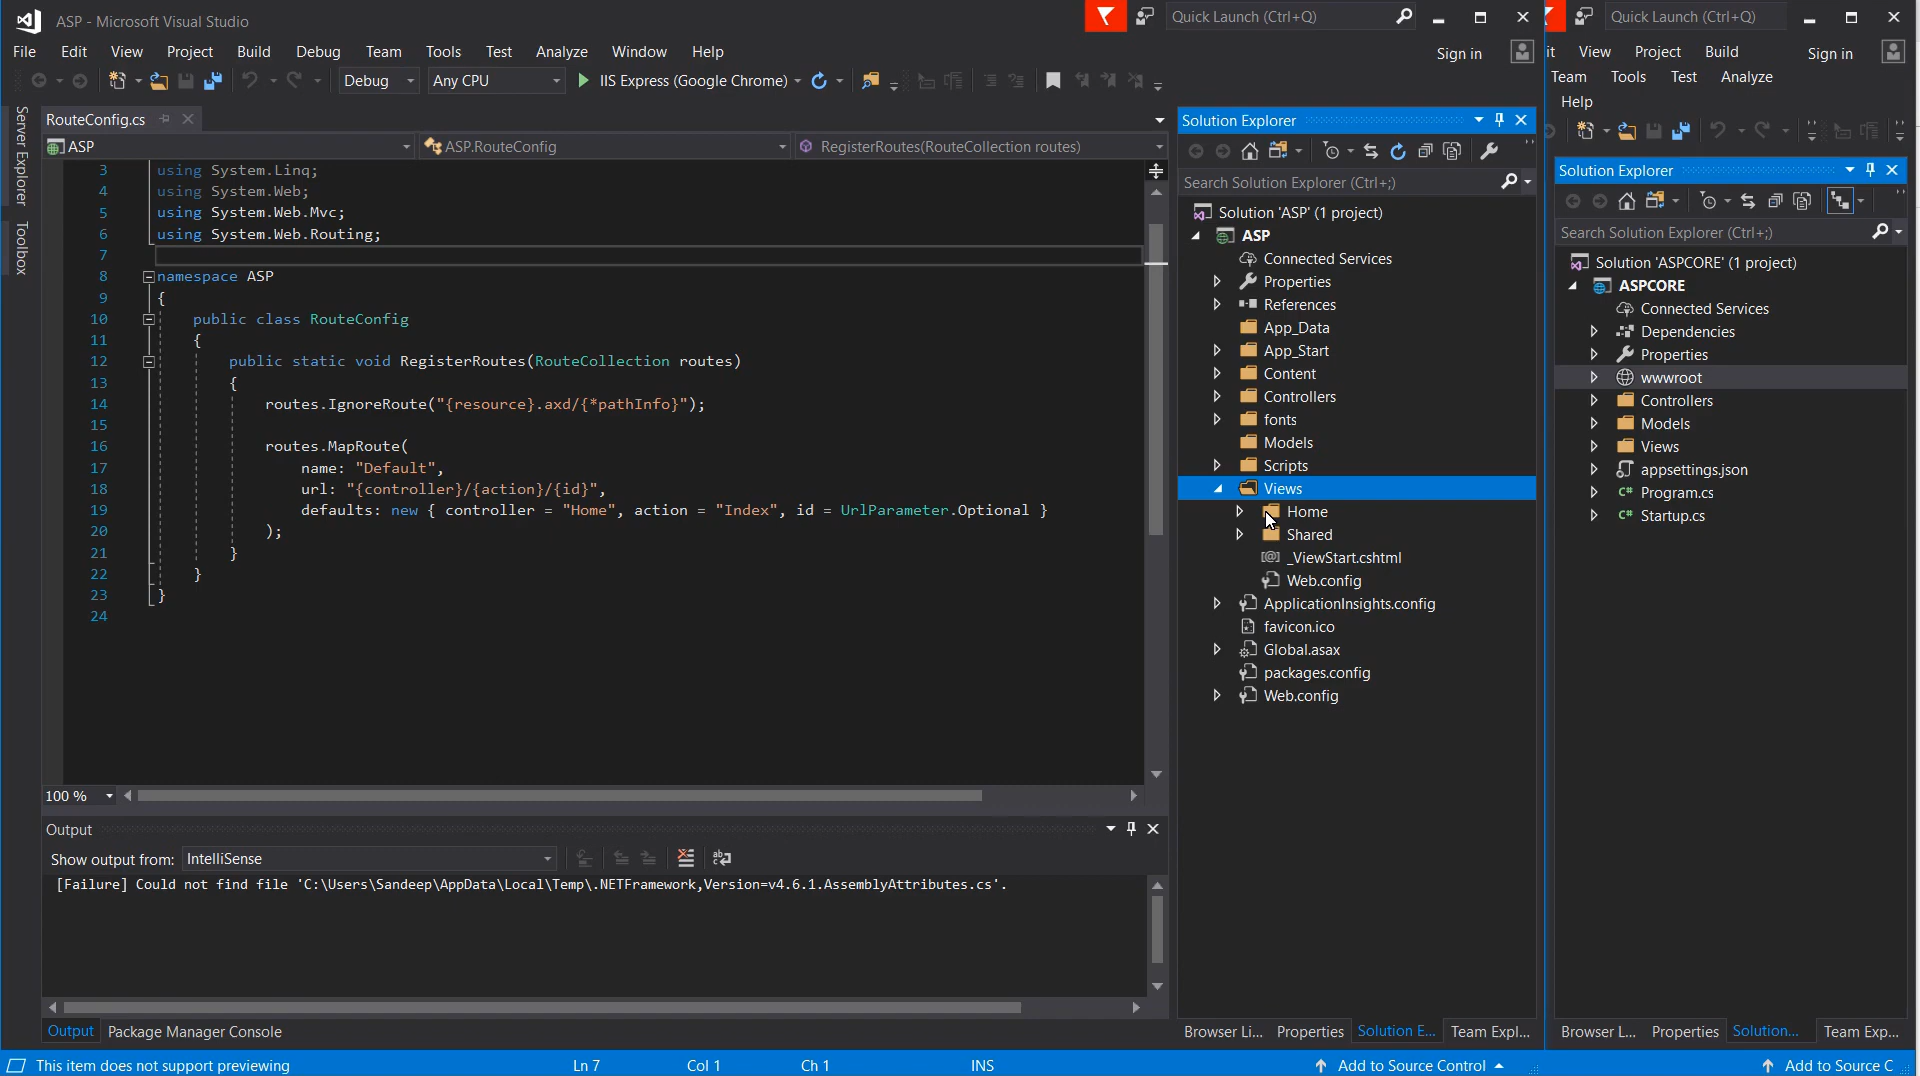 ASP - Microsoft Visual Studio
Quick Launch (Ctrl+Q)
File Edit View Project Build Debug Team Tools Test Analyze Window Help
Sign in
Debug Any CPU IIS Express (Google Chrome)
Server Explorer
Toolbox
RouteConfig.cs
ASP ASP.RouteConfig RegisterRoutes(RouteCollection routes)
3 using System.Linq;
4 using System.Web;
5 using System.Web.Mvc;
6 using System.Web.Routing;
7
8 namespace ASP
9 {
10 public class RouteConfig
11 {
12 public static void RegisterRoutes(RouteCollection routes)
13 {
14 routes.IgnoreRoute("{resource}.axd/{*pathInfo}");
15
16 routes.MapRoute(
17 name: "Default",
18 url: "{controller}/{action}/{id}",
19 defaults: new { controller = "Home", action = "Index", id = UrlParameter.Optional }
20 );
21 }
22 }
23 }
24
100 %
Output
Show output from: IntelliSense
[Failure] Could not find file 'C:\Users\Sandeep\AppData\Local\Temp\.NETFramework,Version=v4.6.1.AssemblyAttributes.cs'.
Output Package Manager Console
This item does not support previewing Ln 7 Col 1 Ch 1 INS Add to Source Control
Solution Explorer
Search Solution Explorer (Ctrl+;)
Solution 'ASP' (1 project)
ASP
Connected Services
Properties
References
App_Data
App_Start
Content
Controllers
fonts
Models
Scripts
Views
Home
Shared
_ViewStart.cshtml
Web.config
ApplicationInsights.config
favicon.ico
Global.asax
packages.config
Web.config
Browser Li... Properties Solution E... Team Expl...
Quick Launch (Ctrl+Q)
it View Project Build
Sign in
Team Tools Test Analyze
Help
Solution Explorer
Search Solution Explorer (Ctrl+;)
Solution 'ASPCORE' (1 project)
ASPCORE
Connected Services
Dependencies
Properties
wwwroot
Controllers
Models
Views
appsettings.json
Program.cs
Startup.cs
Browser L... Properties Solution... Team Exp...
Add to Source C